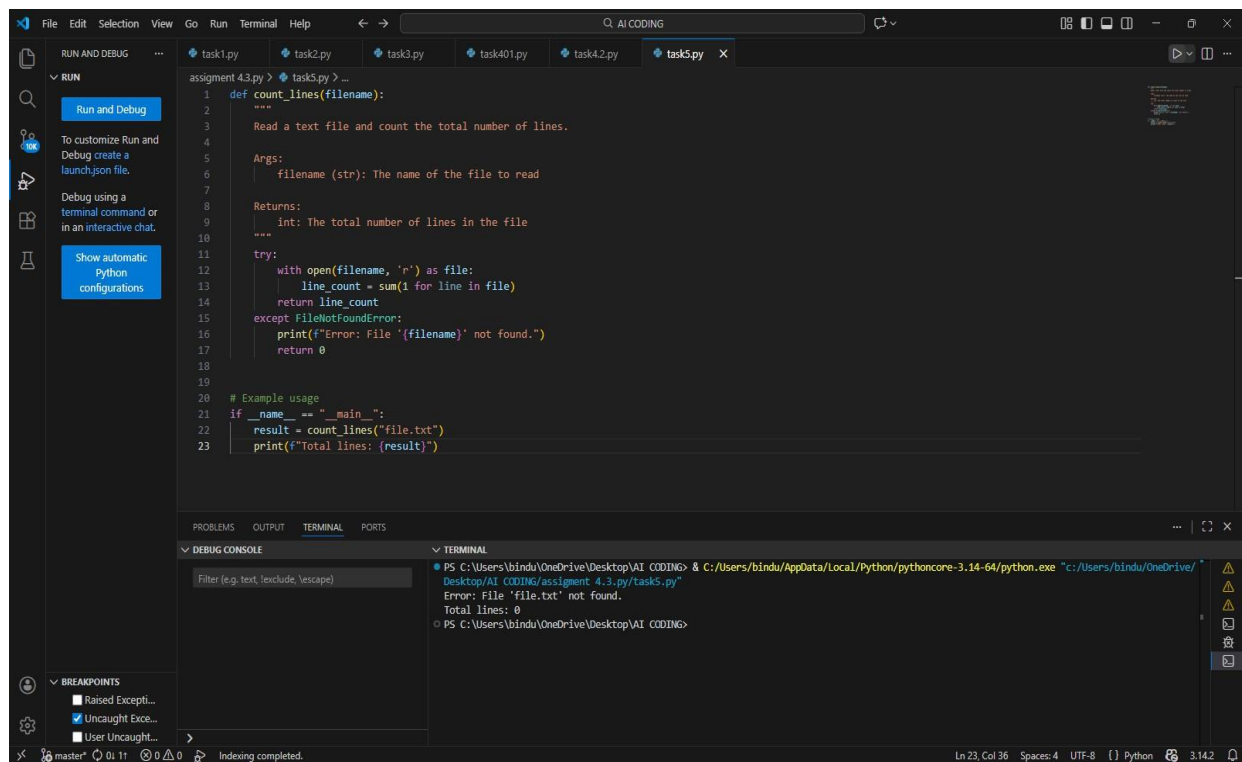 File Edit Selection View Go Run Terminal Help
AI CODING
RUN AND DEBUG ...
RUN
Run and Debug
To customize Run and
Debug create a
launch.json file.
Debug using a
terminal command or
in an interactive chat.
Show automatic
Python
configurations
10K
task1.py task2.py task3.py task401.py task4.2.py task5.py
assigment 4.3.py > task5.py > ...
1 def count_lines(filename):
2 """
3 Read a text file and count the total number of lines.
4
5 Args:
6 filename (str): The name of the file to read
7
8 Returns:
9 int: The total number of lines in the file
10 """
11 try:
12 with open(filename, 'r') as file:
13 line_count = sum(1 for line in file)
14 return line_count
15 except FileNotFoundError:
16 print(f"Error: File '{filename}' not found.")
17 return 0
18
19
20 # Example usage
21 if __name__ == "__main__":
22 result = count_lines("file.txt")
23 print(f"Total lines: {result}")
PROBLEMS OUTPUT TERMINAL PORTS
DEBUG CONSOLE
Filter (e.g. text, !exclude, \escape)
TERMINAL
PS C:\Users\bindu\OneDrive\Desktop\AI CODING> & C:/Users/bindu/AppData/Local/Python/pythoncore-3.14-64/python.exe "c:/Users/bindu/OneDrive/
Desktop/AI CODING/assigment 4.3.py/task5.py"
Error: File 'file.txt' not found.
Total lines: 0
PS C:\Users\bindu\OneDrive\Desktop\AI CODING>
BREAKPOINTS
Raised Excepti...
Uncaught Exce...
User Uncaught...
>
master* 0↓ 1↑ 0 0 Indexing completed.
Ln 23, Col 36 Spaces: 4 UTF-8 {} Python 3.14.2